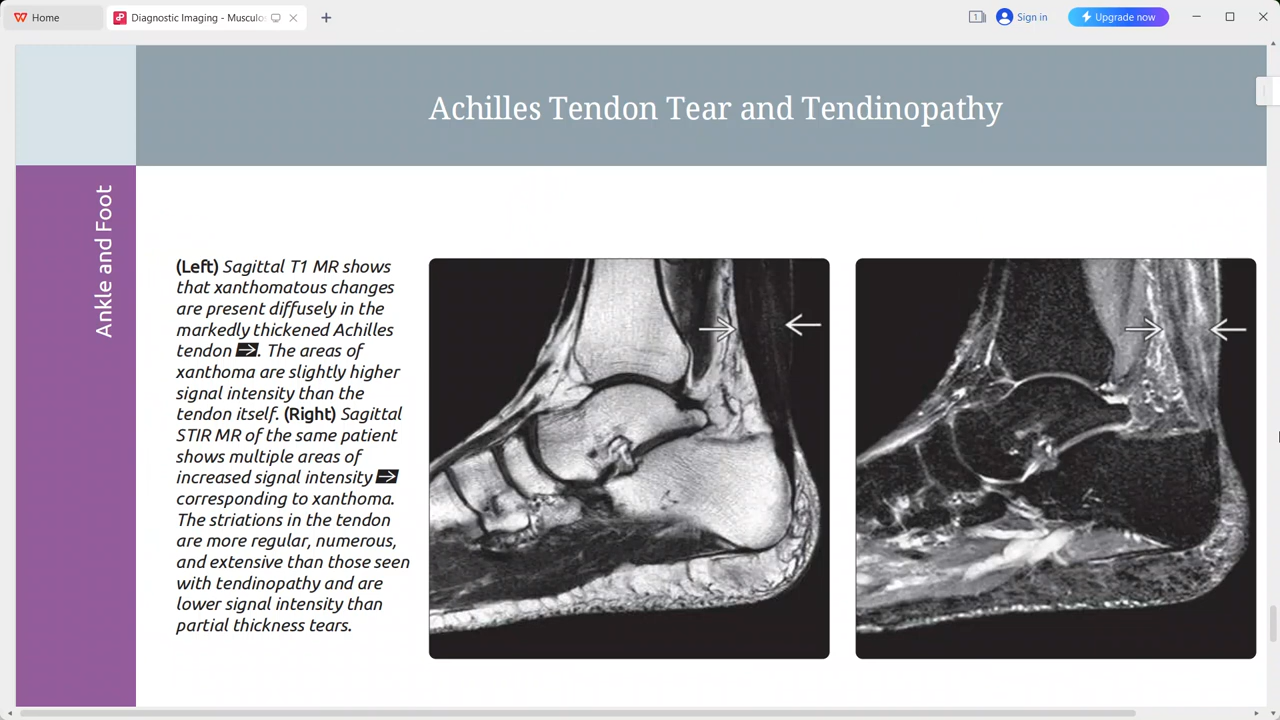 Home
Diagnostic Imaging - Musculos
1
Sign in
Upgrade now
Achilles Tendon Tear and Tendinopathy
Ankle and Foot
(Left) Sagittal T1 MR shows
that xanthomatous changes
are present diffusely in the
markedly thickened Achilles
tendon ➡. The areas of
xanthoma are slightly higher
signal intensity than the
tendon itself. (Right) Sagittal
STIR MR of the same patient
shows multiple areas of
increased signal intensity ➡
corresponding to xanthoma.
The striations in the tendon
are more regular, numerous,
and extensive than those seen
with tendinopathy and are
lower signal intensity than
partial thickness tears.